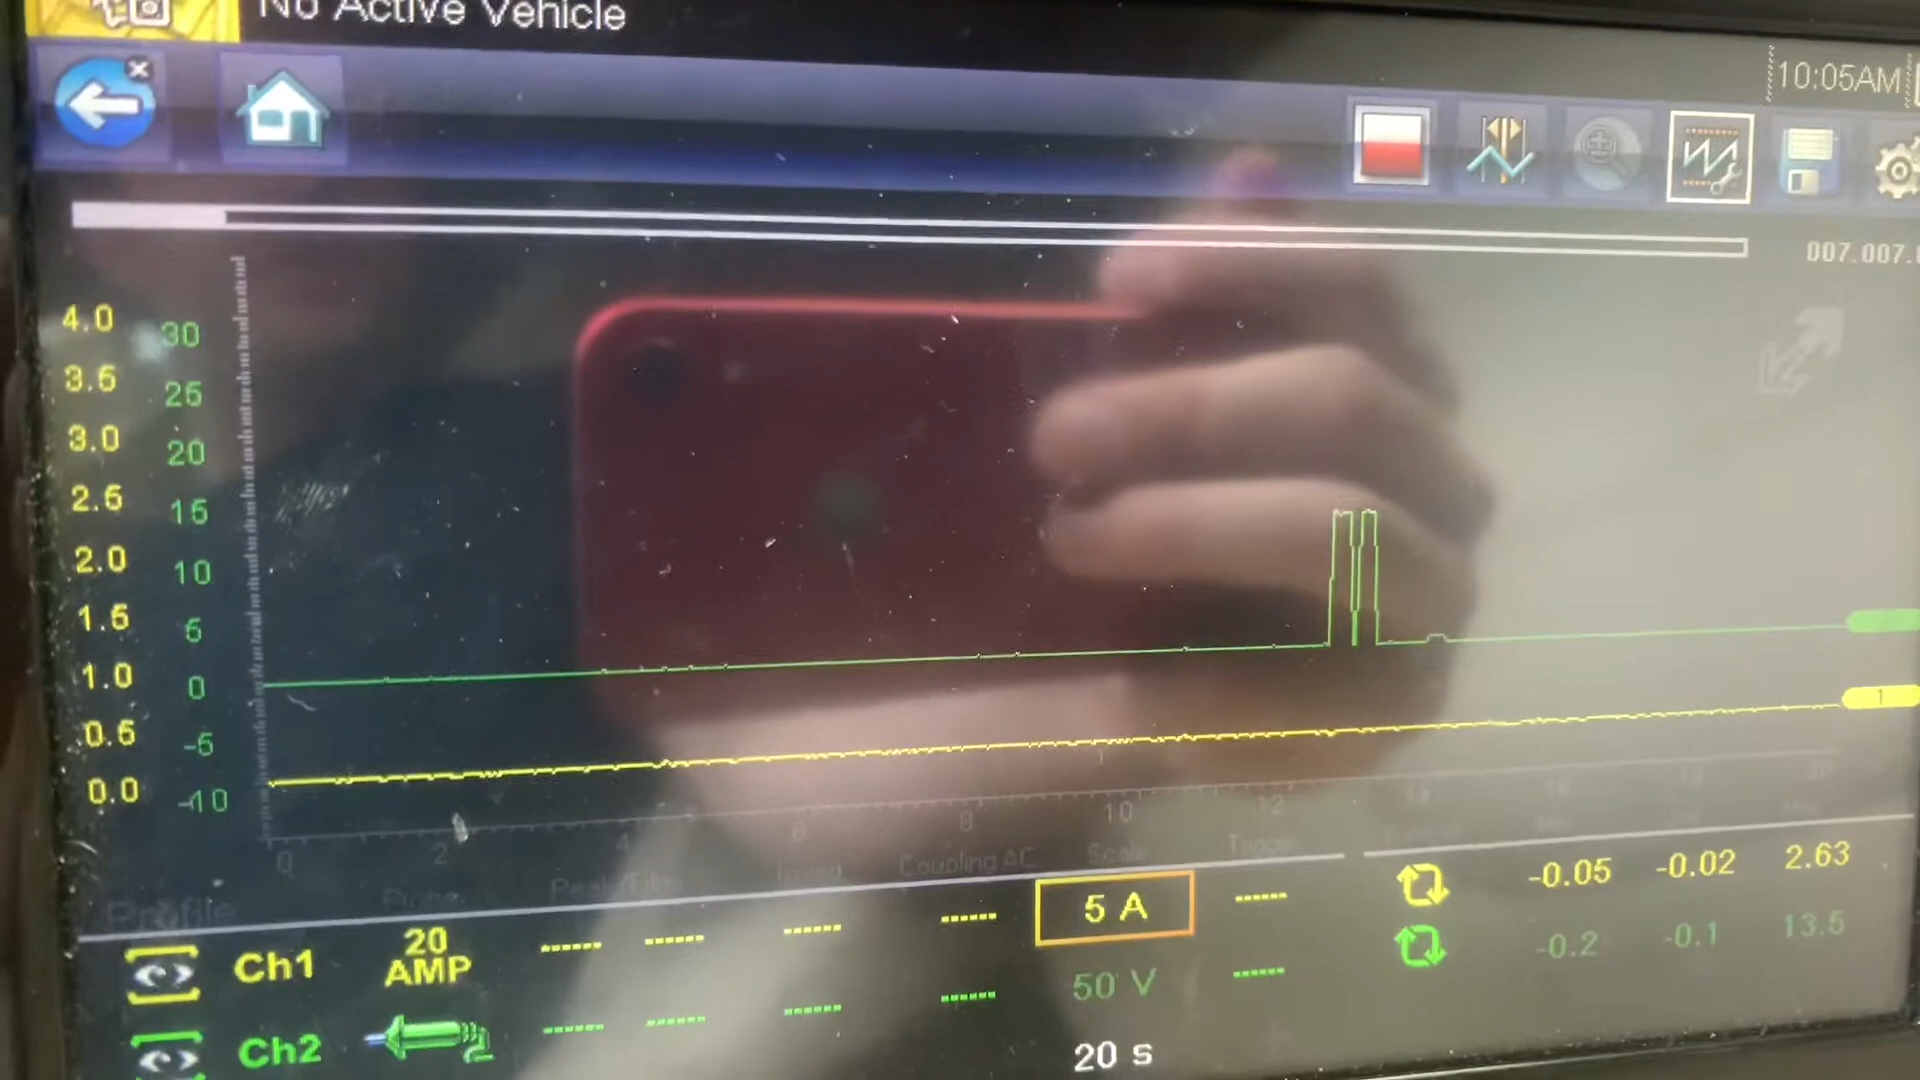 No Active Vehicle
10:05AM
007.007.
4.0 30
3.5 25
3.0 20
2.5 15
2.0 10
1.5 5
1.0 0
0.5 -5
0.0 -10
0 2 4 6 8 10 12
Profile Coupling AC Scale
Ch1 20 AMP 5 A -0.05 -0.02 2.63
Ch2 50 V -0.2 -0.1 13.5
20 s
1